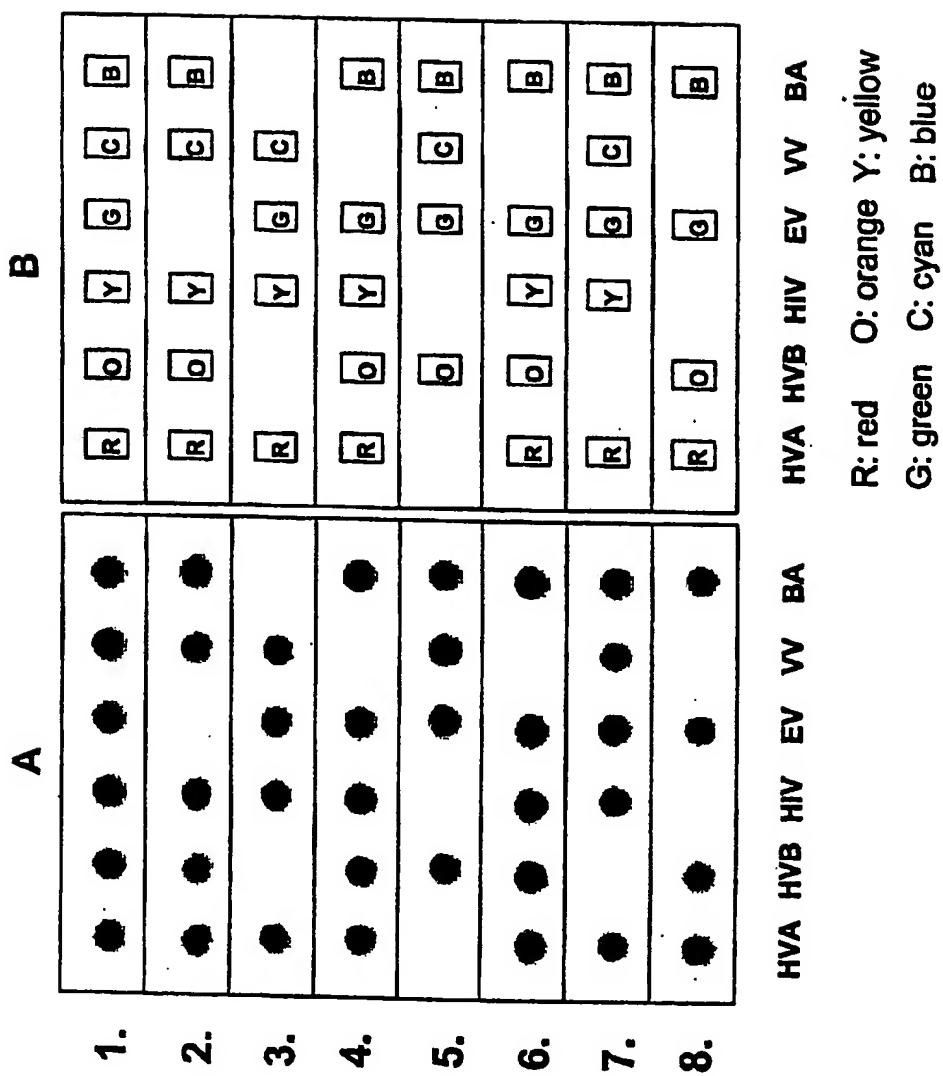 A B
1. R O Y G C B
2. R O Y C B
3. R Y G C
4. R O Y G B
5. O G C B
6. R O Y G B
7. R Y G C B
8. R O G B
HVA HVB HIV EV VV BA HVA HVB HIV EV VV BA
R: red O: orange Y: yellow
G: green C: cyan B: blue